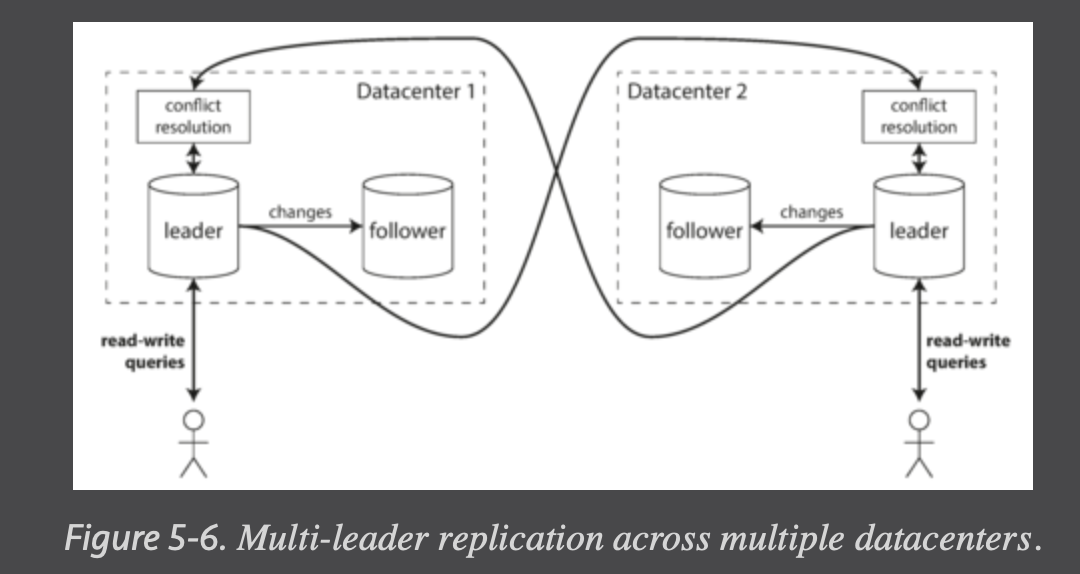 Datacenter 1
conflict
resolution
leader
changes
follower
read-write
queries
Datacenter 2
conflict
resolution
follower
changes
leader
read-write
queries
Figure 5-6. Multi-leader replication across multiple datacenters.